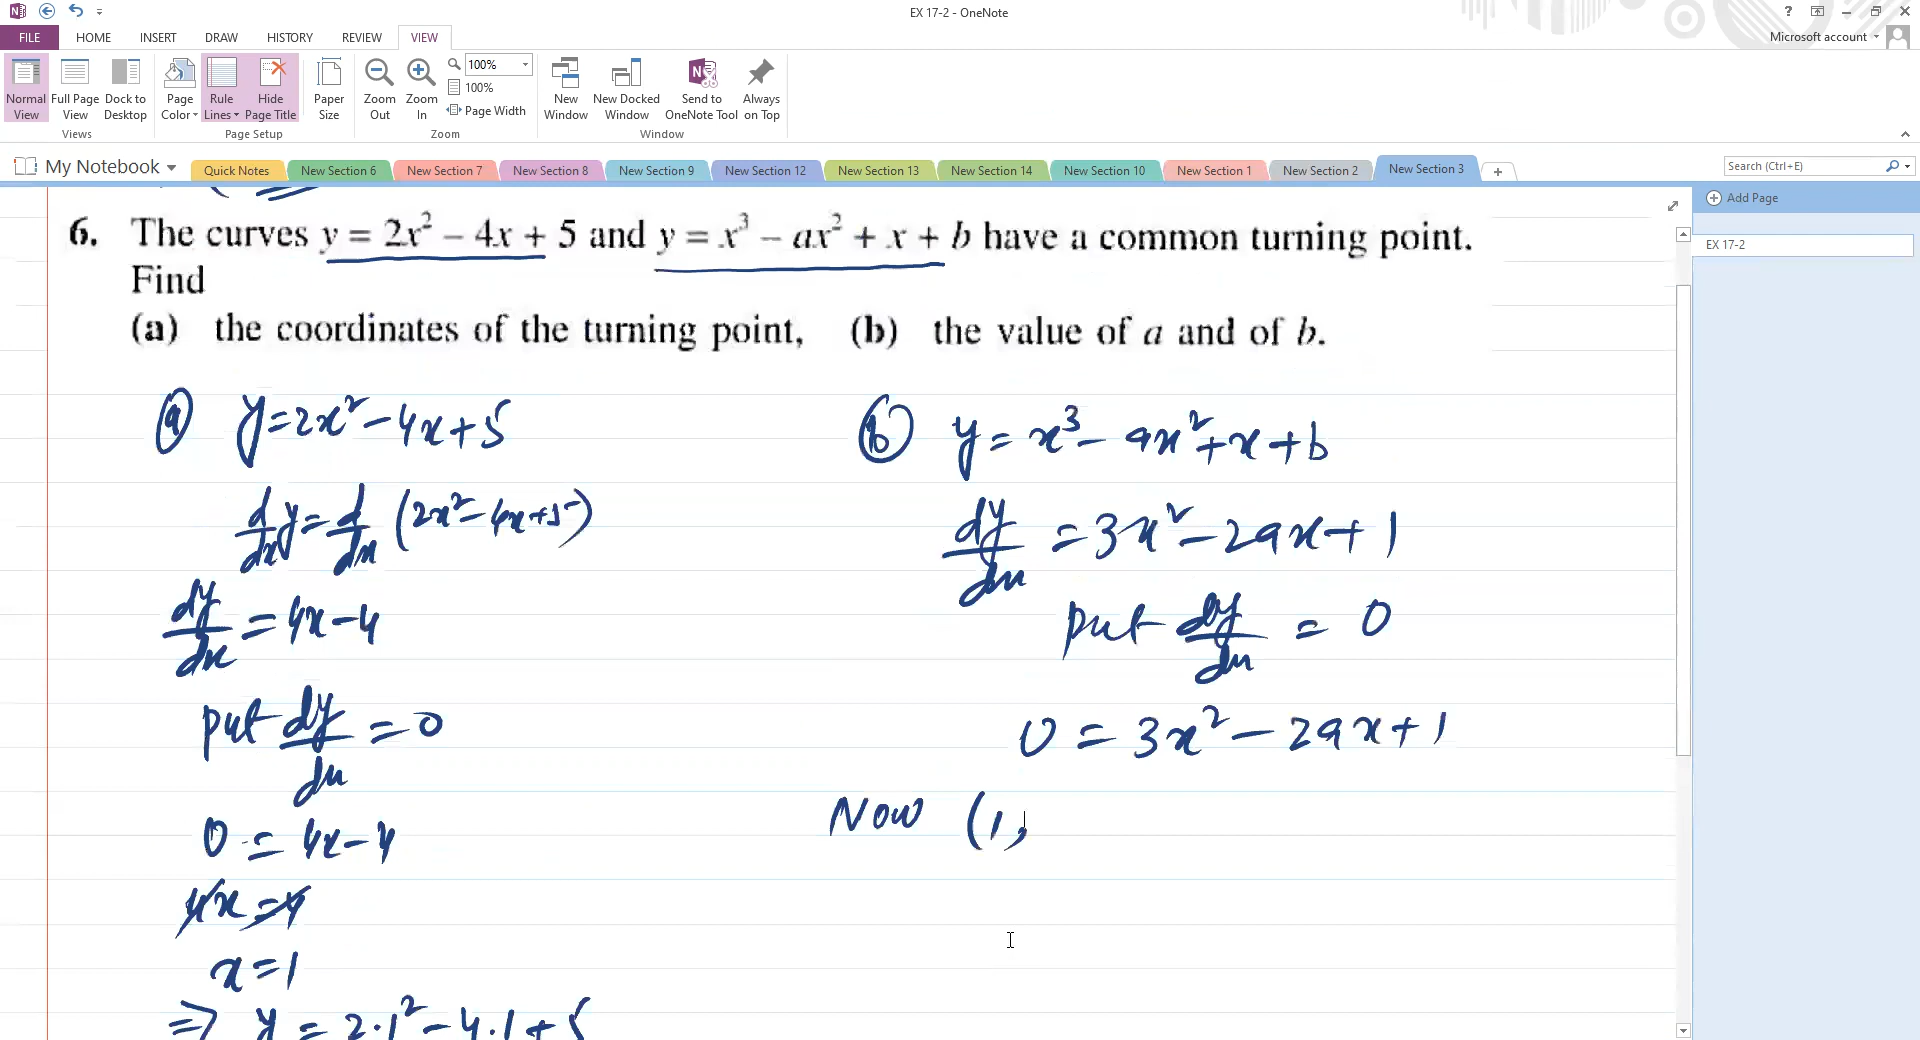 EX 17-2 - OneNote
?
Microsoft account
FILE HOME INSERT DRAW HISTORY REVIEW VIEW
Normal View
Full Page View
Dock to Desktop
Views
Page Color
Rule Lines
Hide Page Title
Paper Size
Page Setup
Zoom Out
Zoom In
100%
100%
Page Width
Zoom
New Window
New Docked Window
Send to OneNote Tool
Always on Top
Window
My Notebook
Quick Notes New Section 6 New Section 7 New Section 8 New Section 9 New Section 12 New Section 13 New Section 14 New Section 10 New Section 1 New Section 2 New Section 3 +
Search (Ctrl+E)
Add Page
EX 17-2
6. The curves y = 2x² – 4x + 5 and y = x³ – ax² + x + b have a common turning point.
Find
(a) the coordinates of the turning point, (b) the value of a and of b.
(a) y = 2x² – 4x + 5
d/dx y = d/dx (2x² – 4x + 5)
dy/dx = 4x – 4
put dy/dx = 0
0 = 4x – 4
4x = 4
x = 1
⇒ y = 2·1² – 4·1 + 5
(b) y = x³ – ax² + x + b
dy/dx = 3x² – 2ax + 1
put dy/dx = 0
0 = 3x² – 2ax + 1
Now (1,